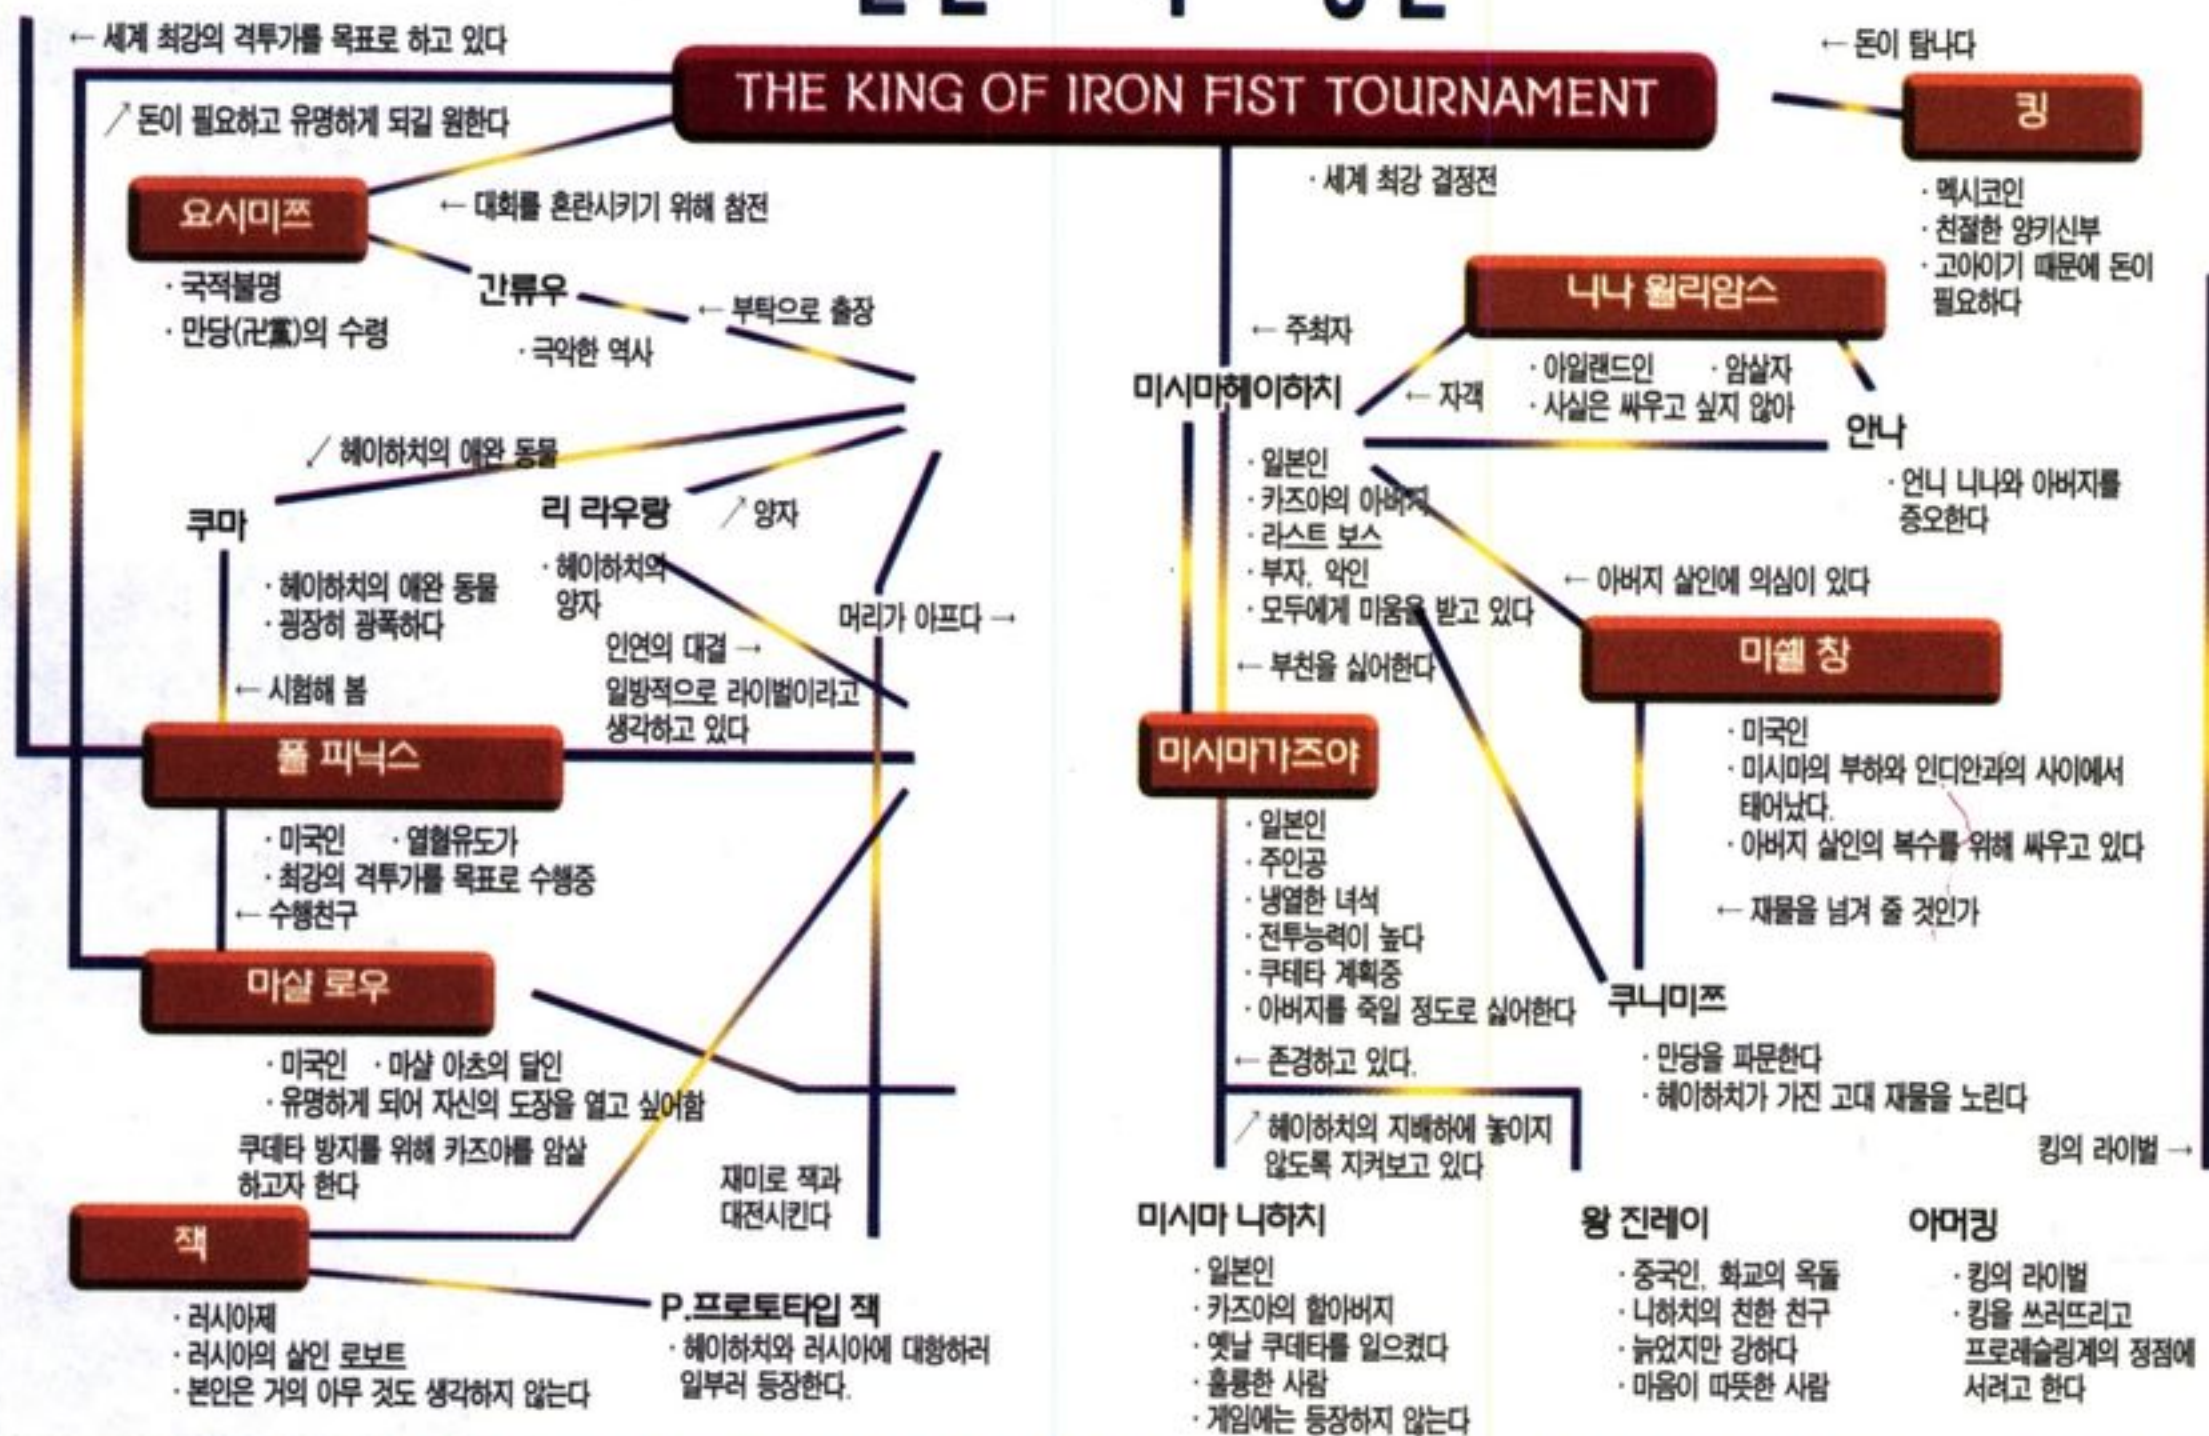 ← 세계 최강의 격투가를 목표로 하고 있다
THE KING OF IRON FIST TOURNAMENT
← 돈이 탐나다
킹
↗ 돈이 필요하고 유명하게 되길 원한다
· 세계 최강 결정전
· 멕시코인
· 친절한 양키신부
· 고아이기 때문에 돈이
필요하다
요시미쯔
← 대회를 혼란시키기 위해 참전
· 국적불명
· 만당(卍黨)의 수령
간류우
· 극악한 역사
← 부탁으로 출장
← 주최자
니나 윌리암스
· 아일랜드인 · 암살자
· 사실은 싸우고 싶지 않아
미시마헤이하치
← 자객
안나
· 언니 니나와 아버지를
증오한다
· 일본인
· 카즈야의 아버지
· 라스트 보스
· 부자, 악인
· 모두에게 미움을 받고 있다
↙ 헤이하치의 애완 동물
쿠마
· 헤이하치의 애완 동물
· 굉장히 광폭하다
리 라우랑
↗ 양자
· 헤이하치의
양자
머리가 아프다 →
인연의 대결 →
일방적으로 라이벌이라고
생각하고 있다
← 아버지 살인에 의심이 있다
미쉘 창
· 미국인
· 미시마의 부하와 인디안과의 사이에서
태어났다.
· 아버지 살인의 복수를 위해 싸우고 있다
← 부친을 싫어한다
← 시험해 봄
폴 피닉스
· 미국인 · 열혈유도가
· 최강의 격투가를 목표로 수행중
← 수행친구
미시마가즈야
· 일본인
· 주인공
· 냉열한 녀석
· 전투능력이 높다
· 쿠테타 계획중
· 아버지를 죽일 정도로 싫어한다
← 재물을 넘겨 줄 것인가
마샬 로우
· 미국인 · 마샬 아츠의 달인
· 유명하게 되어 자신의 도장을 열고 싶어함
쿠니미쯔
· 만당을 파문한다
· 헤이하치가 가진 고대 재물을 노린다
← 존경하고 있다.
↗ 헤이하치의 지배하에 놓이지
않도록 지켜보고 있다
킹의 라이벌 →
쿠데타 방지를 위해 카즈야를 암살
하고자 한다
재미로 잭과
대전시킨다
잭
· 러시아제
· 러시아의 살인 로보트
· 본인은 거의 아무 것도 생각하지 않는다
P.프로토타입 잭
· 헤이하치와 러시아에 대항하러
일부러 등장한다.
미시마 니하치
· 일본인
· 카즈야의 할아버지
· 옛날 쿠데타를 일으켰다
· 훌륭한 사람
· 게임에는 등장하지 않는다
왕 진레이
· 중국인, 화교의 옥돌
· 니하치의 친한 친구
· 늙었지만 강하다
· 마음이 따뜻한 사람
아머킹
· 킹의 라이벌
· 킹을 쓰러뜨리고
프로레슬링계의 정점에
서려고 한다